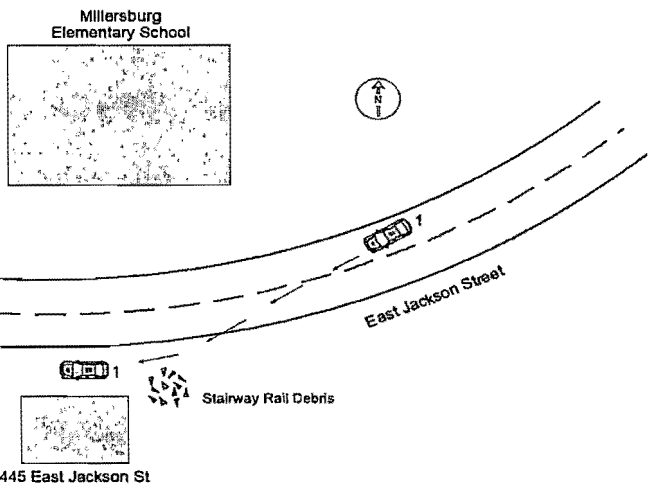 Millersburg
Elementary School
N
1
East Jackson Street
1
Stairway Rail Debris
445 East Jackson St